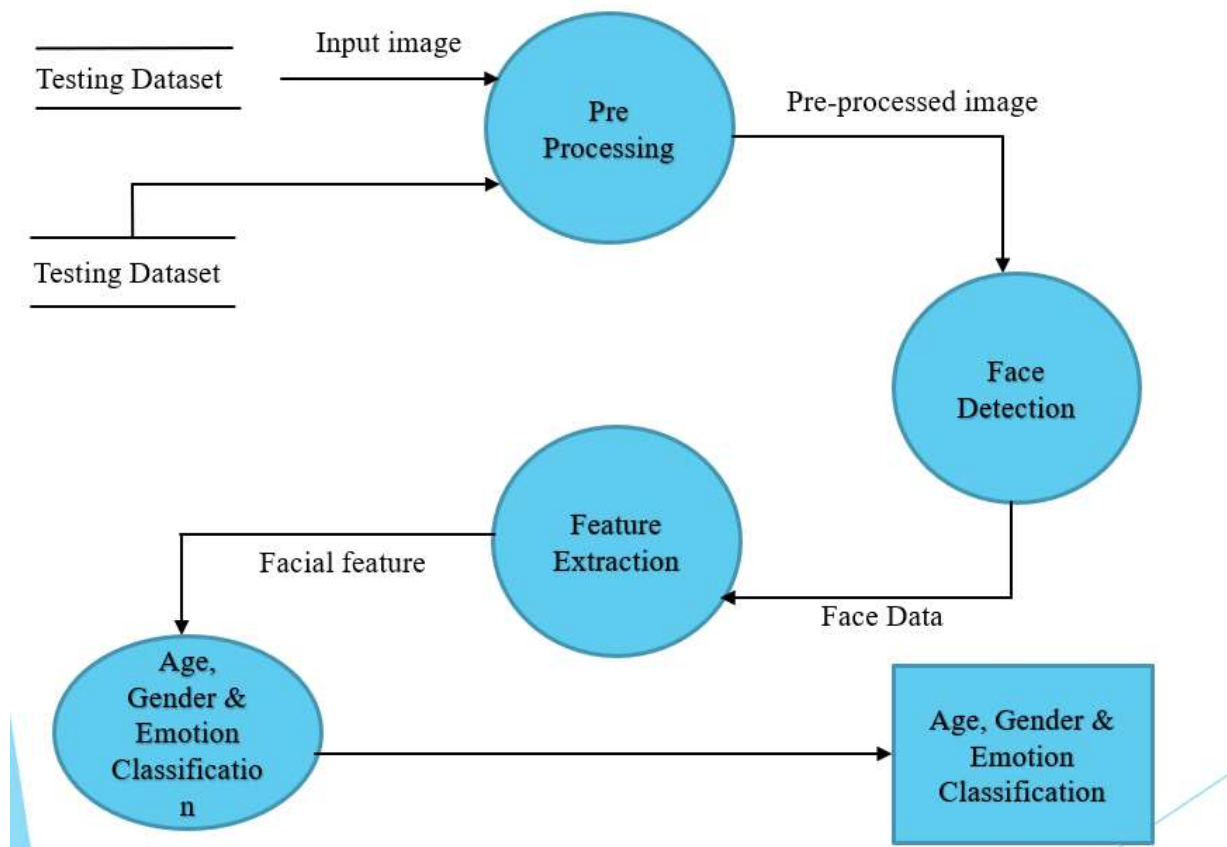 Input image
Testing Dataset
Pre
Processing
Pre-processed image
Testing Dataset
Face
Detection
Feature
Extraction
Facial feature
Face Data
Age,
Gender &
Emotion
Classificatio
n
Age, Gender &
Emotion
Classification